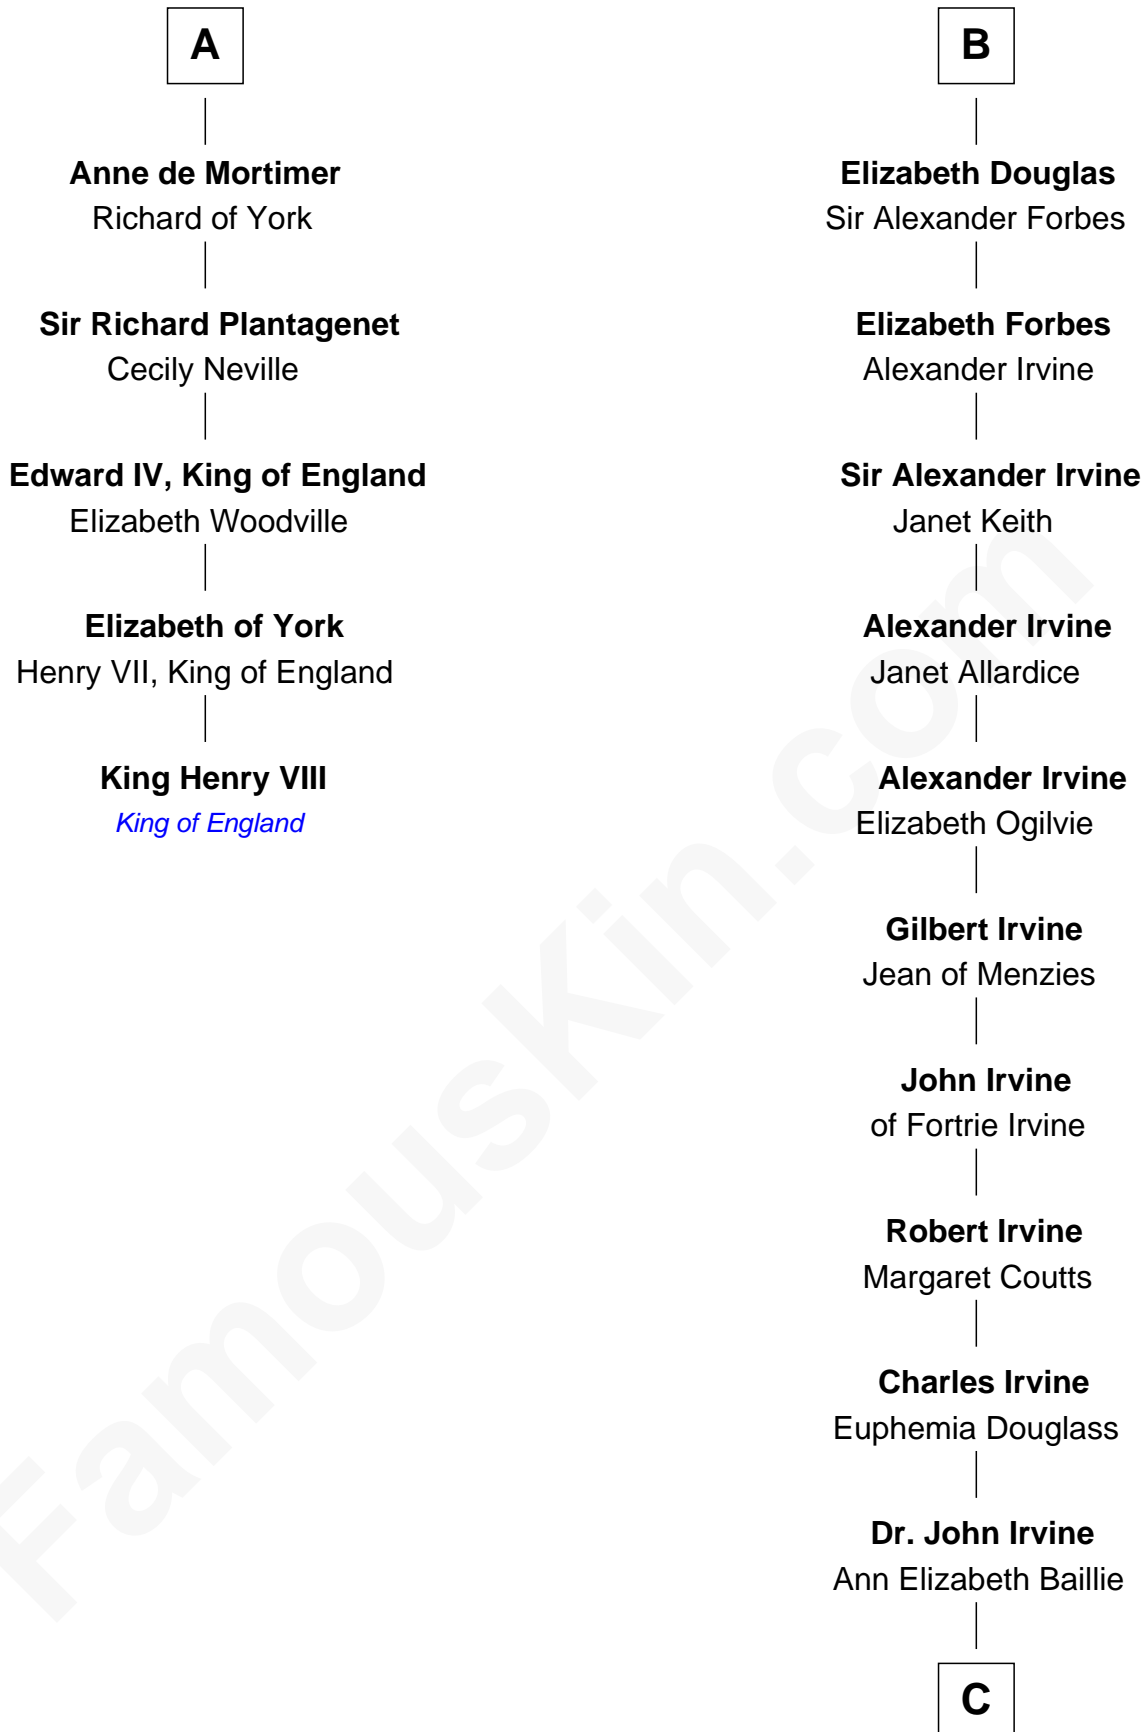 A
Anne de Mortimer
Richard of York
Sir Richard Plantagenet
Cecily Neville
Edward IV, King of England
Elizabeth Woodville
Elizabeth of York
Henry VII, King of England
King Henry VIII
King of England
B
Elizabeth Douglas
Sir Alexander Forbes
Elizabeth Forbes
Alexander Irvine
Sir Alexander Irvine
Janet Keith
Alexander Irvine
Janet Allardice
Alexander Irvine
Elizabeth Ogilvie
Gilbert Irvine
Jean of Menzies
John Irvine
of Fortrie Irvine
Robert Irvine
Margaret Coutts
Charles Irvine
Euphemia Douglass
Dr. John Irvine
Ann Elizabeth Baillie
C
FamousKin.com